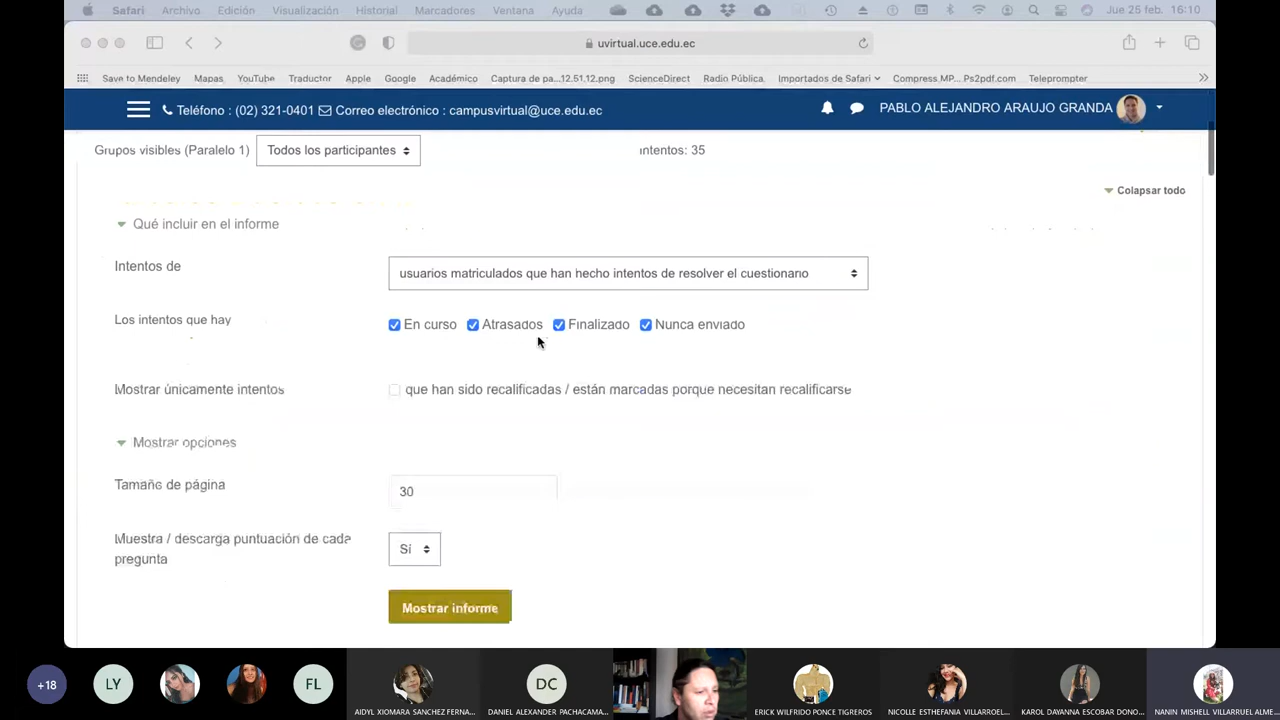 Safari Archivo Edición Visualización Historial Marcadores Ventana Ayuda Jue 25 feb. 16:10
uvirtual.uce.edu.ec
Save to Mendeley Mapas YouTube Traductor Apple Google Académico Captura de pa...12.51.12.png ScienceDirect Radio Pública Importados de Safari Compress MP... Ps2pdf.com Teleprompter
Teléfono : (02) 321-0401 Correo electrónico : campusvirtual@uce.edu.ec PABLO ALEJANDRO ARAUJO GRANDA
Grupos visibles (Paralelo 1) Todos los participantes Intentos: 35
Colapsar todo
Qué incluir en el informe
Intentos de usuarios matriculados que han hecho intentos de resolver el cuestionario
Los intentos que hay En curso Atrasados Finalizado Nunca enviado
Mostrar únicamente intentos que han sido recalificadas / están marcadas porque necesitan recalificarse
Mostrar opciones
Tamaño de página 30
Muestra / descarga puntuación de cada
pregunta
Sí
Mostrar informe
+18 LY FL DC
AIDYL XIOMARA SANCHEZ FERNA... DANIEL ALEXANDER PACHACAMA... ERICK WILFRIDO PONCE TIGREROS NICOLLE ESTHEFANIA VILLARROEL... KAROL DAYANNA ESCOBAR DONO... NANIN MISHELL VILLARRUEL ALME...